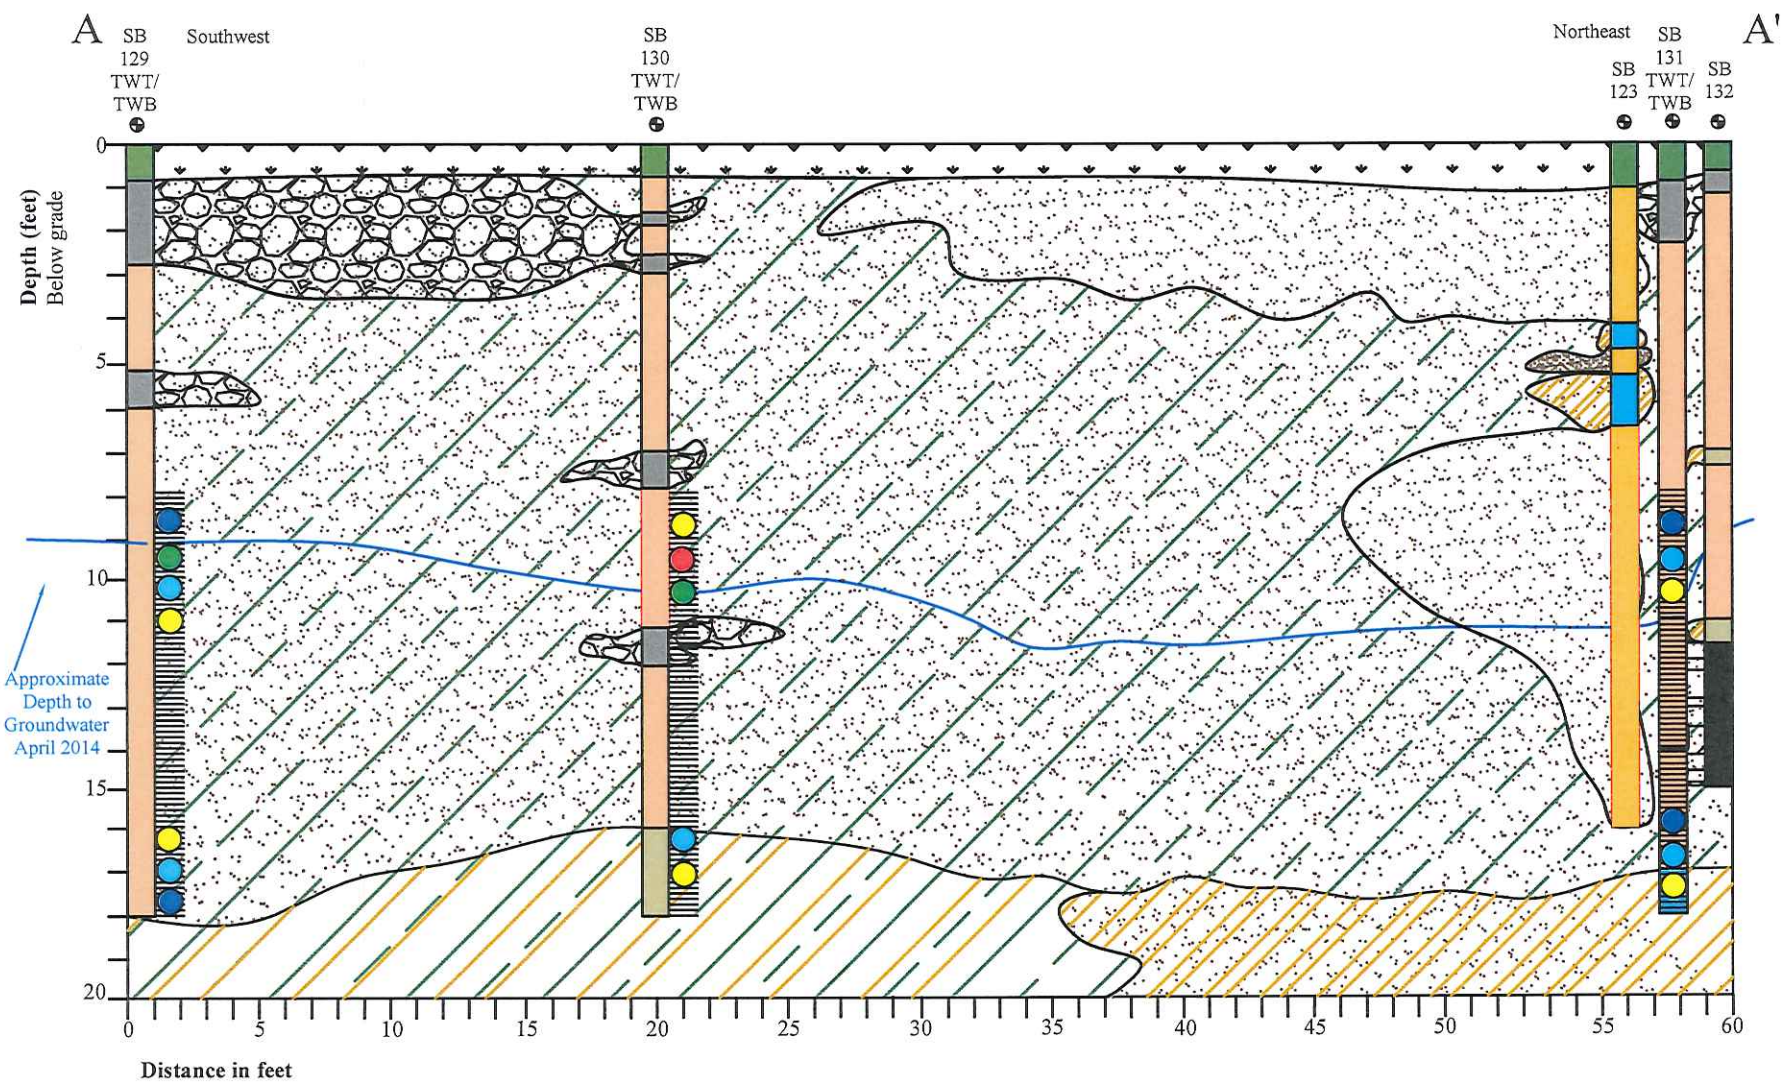 A
SB
129
TWT/
TWB
Southwest
SB
130
TWT/
TWB
Northeast
SB
123
SB
131
TWT/
TWB
SB
132
A'
Depth (feet)
Below grade
0
5
10
15
20
Approximate
Depth to
Groundwater
April 2014
0 5 10 15 20 25 30 35 40 45 50 55 60
Distance in feet